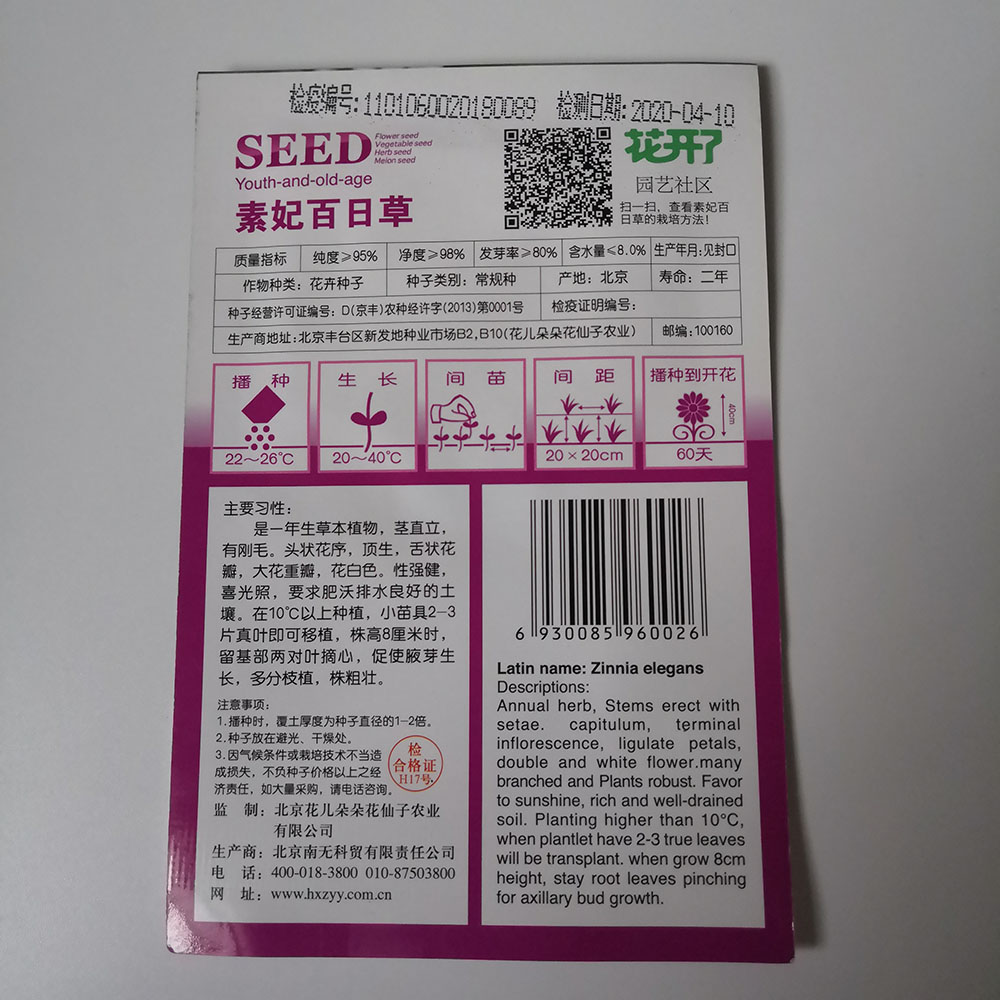 检疫编号:1101060020180089 检测日期:2020-04-10
SEED
Flower seed
Vegetable seed
Herb seed
Melon seed
Youth-and-old-age
素妃百日草
花开了
园艺社区
扫一扫，查看素妃百
日草的栽培方法！
质量指标 纯度≥95% 净度≥98% 发芽率≥80% 含水量≤8.0% 生产年月:见封口
作物种类：花卉种子 种子类别：常规种 产地：北京 寿命：二年
种子经营许可证编号：D(京丰)农种经许字(2013)第0001号 检疫证明编号：
生产商地址:北京丰台区新发地种业市场B2,B10(花儿朵朵花仙子农业) 邮编:100160
播种 生长 间苗 间距 播种到开花
40cm
22～26℃ 20～40℃ 20×20cm 60天
主要习性：
是一年生草本植物，茎直立，
有刚毛。头状花序，顶生，舌状花
瓣，大花重瓣，花白色。性强健，
喜光照，要求肥沃排水良好的土
壤。在10℃以上种植，小苗具2-3
片真叶即可移植，株高8厘米时，
留基部两对叶摘心，促使腋芽生
长，多分枝植，株粗壮。
注意事项：
1.播种时，覆土厚度为种子直径的1-2倍。
2.种子放在避光、干燥处。
3.因气候条件或栽培技术不当造
成损失，不负种子价格以上之经
济责任，如大量采购，请电话咨询。
检
合格证
H17号
监 制：北京花儿朵朵花仙子农业
有限公司
生产商：北京南无科贸有限责任公司
电 话：400-018-3800 010-87503800
网 址：www.hxzyy.com.cn
6 930085 960026
Latin name: Zinnia elegans
Descriptions:
Annual herb, Stems erect with
setae. capitulum, terminal
inflorescence, ligulate petals,
double and white flower.many
branched and Plants robust. Favor
to sunshine, rich and well-drained
soil. Planting higher than 10°C,
when plantlet have 2-3 true leaves
will be transplant. when grow 8cm
height, stay root leaves pinching
for axillary bud growth.